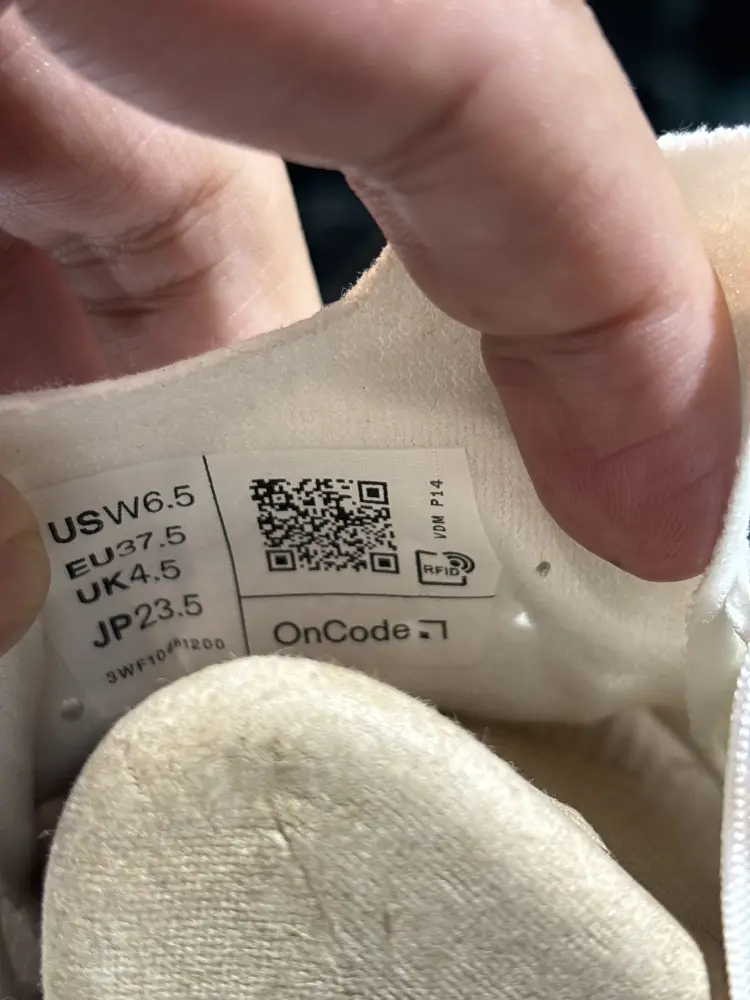 USW6.5
EU37.5
UK4.5
JP23.5
VDM P14
RFID
OnCode